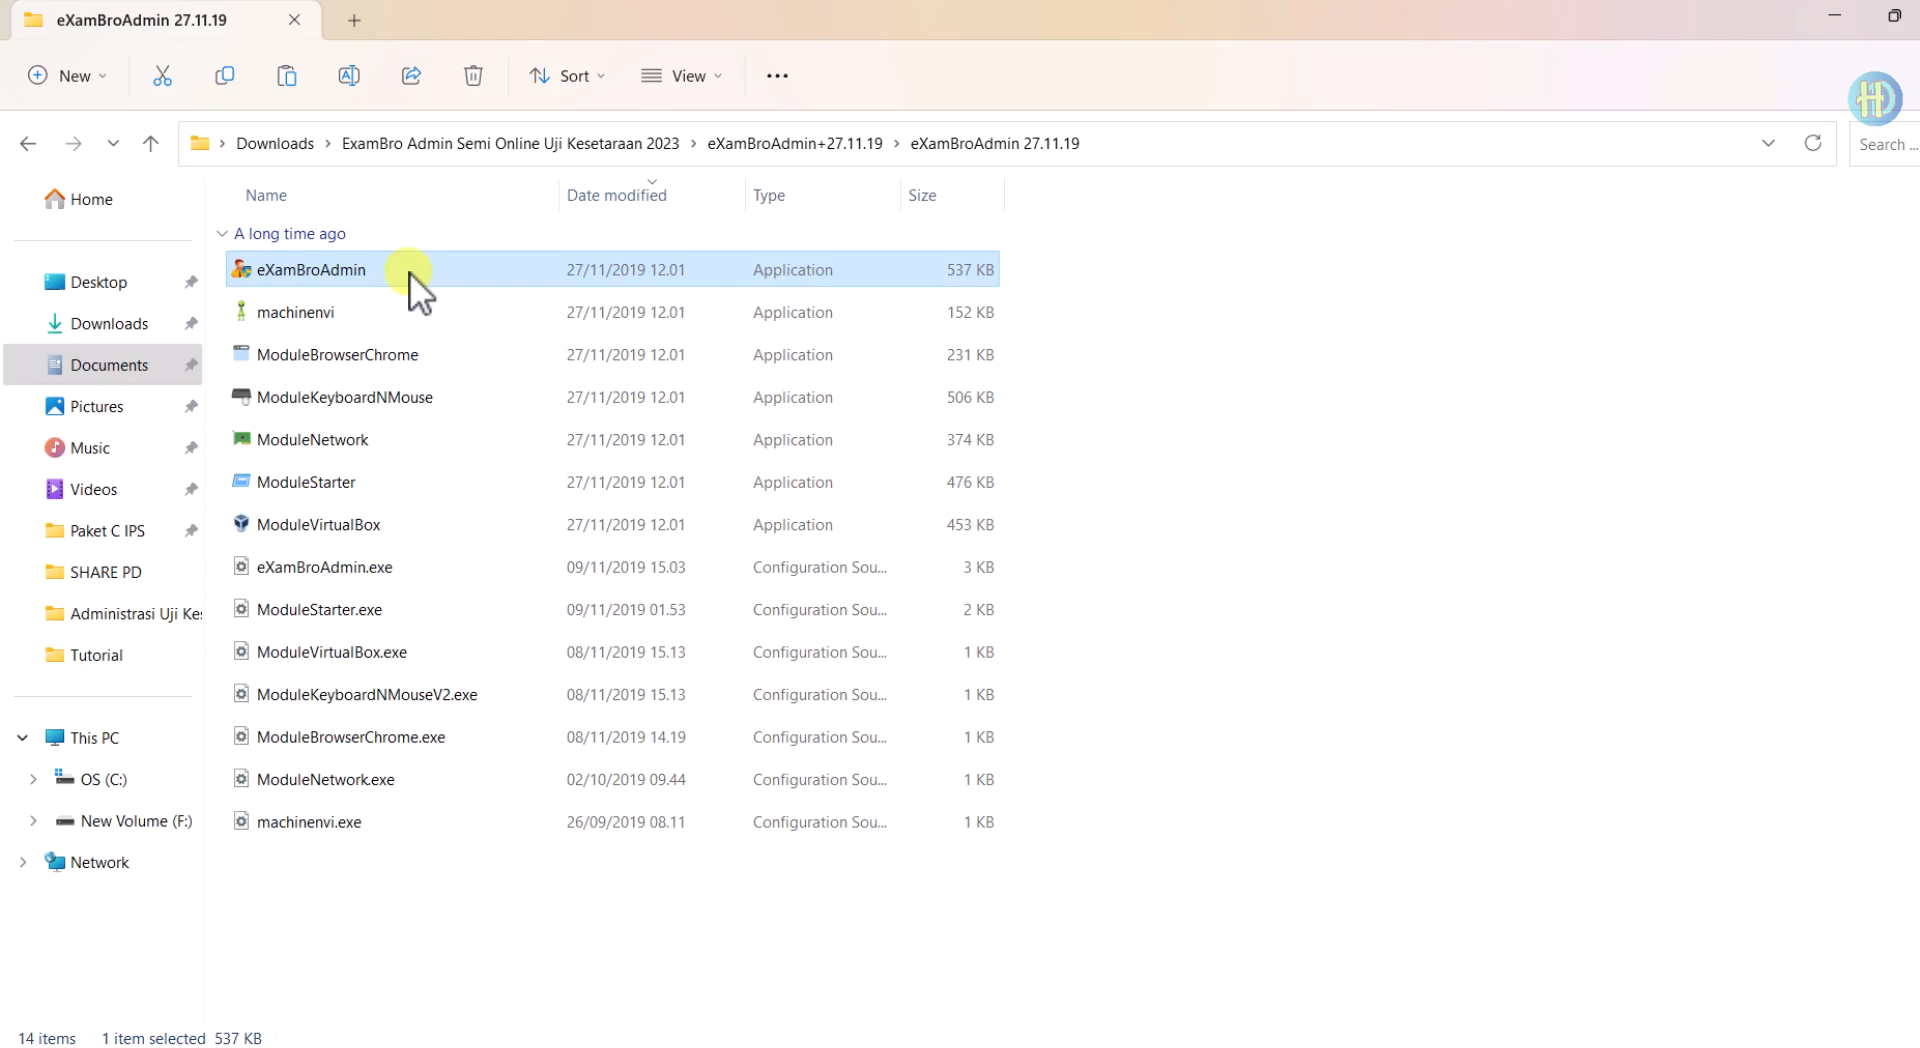 eXamBroAdmin 27.11.19
New
Sort
View
Downloads > ExamBro Admin Semi Online Uji Kesetaraan 2023 > eXamBroAdmin+27.11.19 > eXamBroAdmin 27.11.19
Search ...
Home
Desktop
Downloads
Documents
Pictures
Music
Videos
Paket C IPS
SHARE PD
Administrasi Uji Kes
Tutorial
This PC
OS (C:)
New Volume (F:)
Network
Name Date modified Type Size
A long time ago
eXamBroAdmin 27/11/2019 12.01 Application 537 KB
machinenvi 27/11/2019 12.01 Application 152 KB
ModuleBrowserChrome 27/11/2019 12.01 Application 231 KB
ModuleKeyboardNMouse 27/11/2019 12.01 Application 506 KB
ModuleNetwork 27/11/2019 12.01 Application 374 KB
ModuleStarter 27/11/2019 12.01 Application 476 KB
ModuleVirtualBox 27/11/2019 12.01 Application 453 KB
eXamBroAdmin.exe 09/11/2019 15.03 Configuration Sou... 3 KB
ModuleStarter.exe 09/11/2019 01.53 Configuration Sou... 2 KB
ModuleVirtualBox.exe 08/11/2019 15.13 Configuration Sou... 1 KB
ModuleKeyboardNMouseV2.exe 08/11/2019 15.13 Configuration Sou... 1 KB
ModuleBrowserChrome.exe 08/11/2019 14.19 Configuration Sou... 1 KB
ModuleNetwork.exe 02/10/2019 09.44 Configuration Sou... 1 KB
machinenvi.exe 26/09/2019 08.11 Configuration Sou... 1 KB
14 items 1 item selected 537 KB